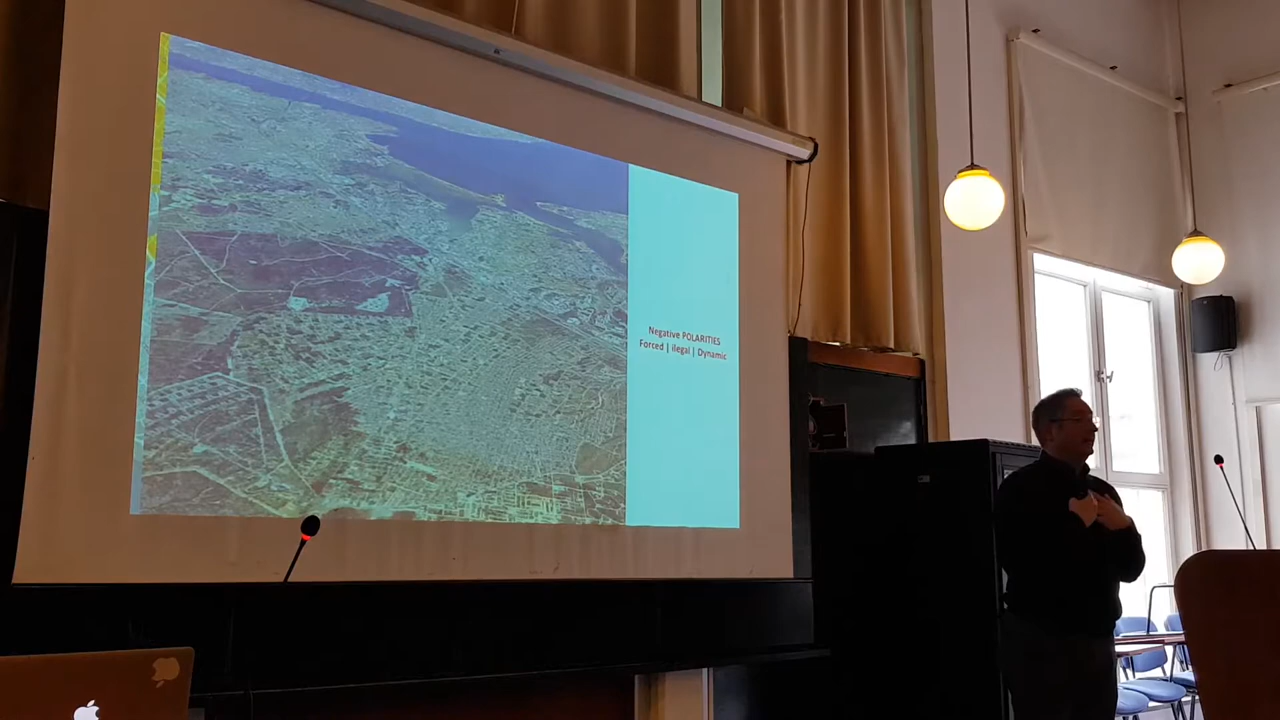 Negative POLARITIES
Forced | ilegal | Dynamic